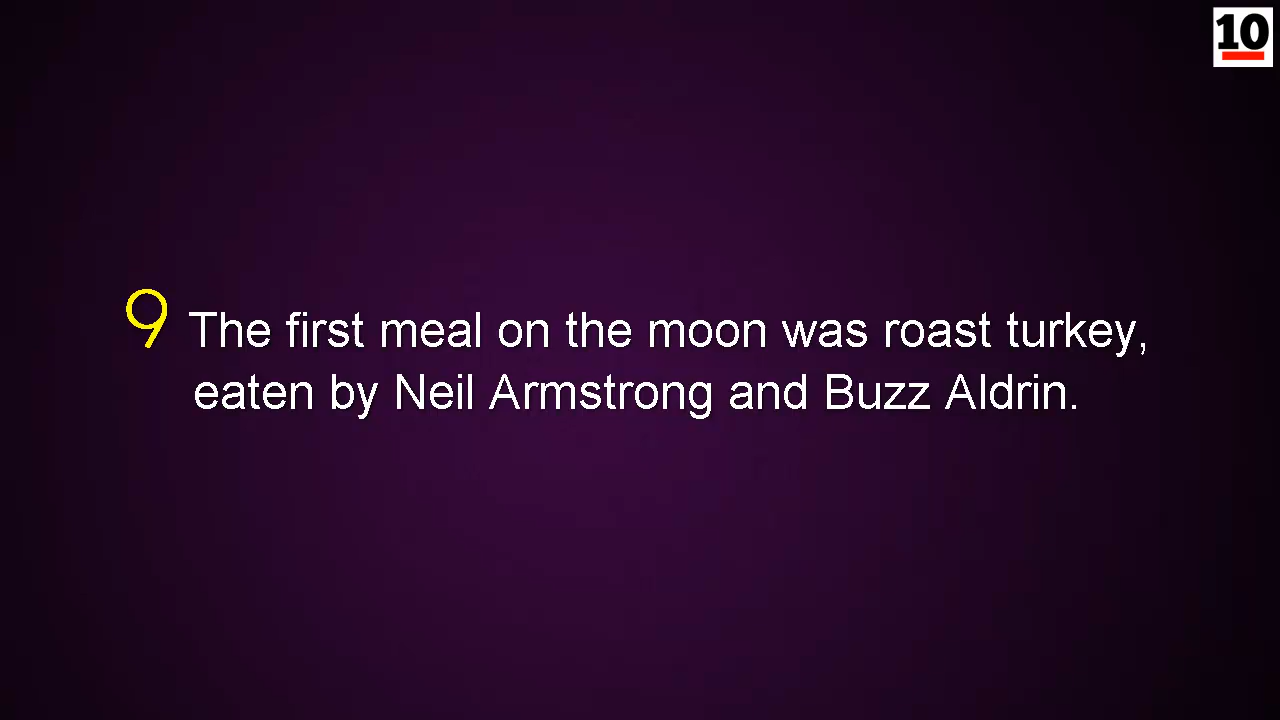 10
9 The first meal on the moon was roast turkey,
eaten by Neil Armstrong and Buzz Aldrin.